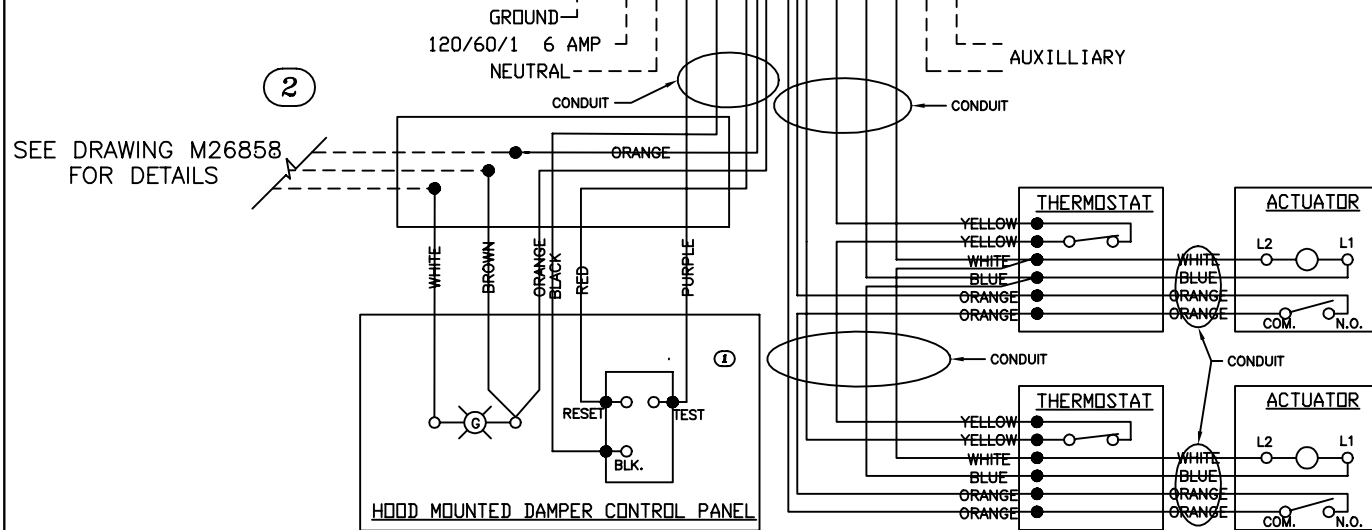 GROUND
120/60/1 6 AMP
NEUTRAL
AUXILLIARY
2
CONDUIT
CONDUIT
SEE DRAWING M26858
FOR DETAILS
ORANGE
WHITE
BROWN
ORANGE
BLACK
RED
PURPLE
THERMOSTAT
YELLOW
YELLOW
WHITE
BLUE
ORANGE
ORANGE
WHITE
BLUE
ORANGE
ORANGE
ACTUATOR
L2 L1
COM. N.O.
1
CONDUIT
CONDUIT
RESET
TEST
G
BLK.
HOOD MOUNTED DAMPER CONTROL PANEL
THERMOSTAT
YELLOW
YELLOW
WHITE
BLUE
ORANGE
ORANGE
WHITE
BLUE
ORANGE
ORANGE
ACTUATOR
L2 L1
COM. N.O.